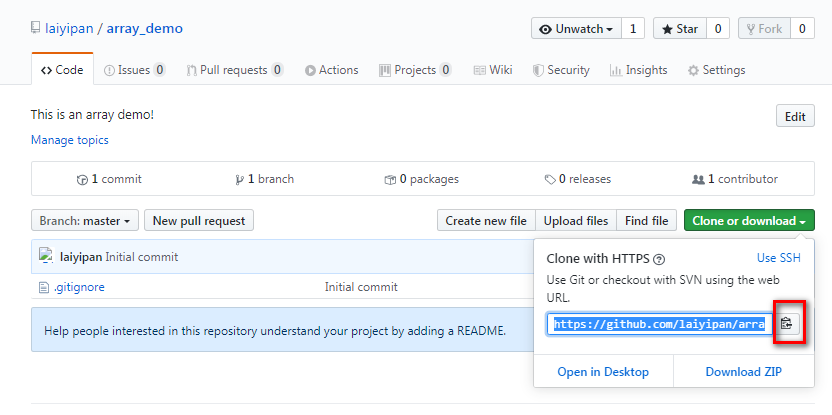 laiyipan / array_demo
Unwatch 1 Star 0 Fork 0
Code Issues 0 Pull requests 0 Actions Projects 0 Wiki Security Insights Settings
This is an array demo!
Edit
Manage topics
1 commit 1 branch 0 packages 0 releases 1 contributor
Branch: master New pull request Create new file Upload files Find file Clone or download
laiyipan Initial commit
.gitignore Initial commit
Help people interested in this repository understand your project by adding a README.
Clone with HTTPS Use SSH
Use Git or checkout with SVN using the web
URL.
https://github.com/laiyipan/arra
Open in Desktop Download ZIP